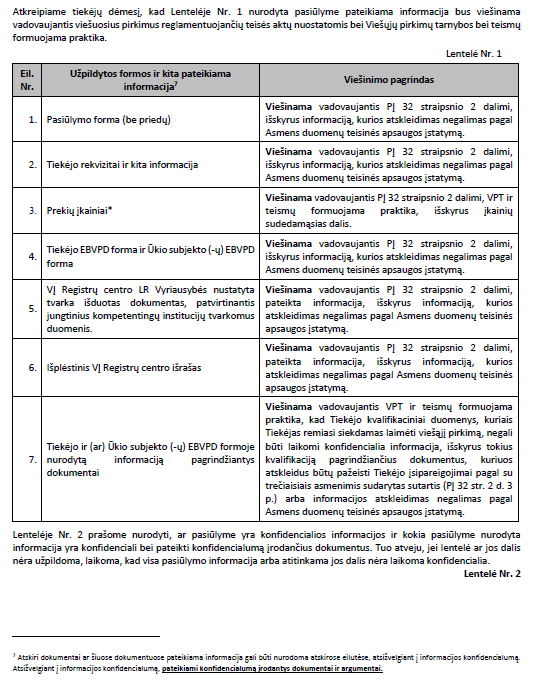 Atkreipiame tiekėjų dėmesį, kad Lentelėje Nr. 1 nurodyta pasiūlyme pateikiama informacija bus viešinama
vadovaujantis viešuosius pirkimus reglamentuojančių teisės aktų nuostatomis bei Viešųjų pirkimų tarnybos bei teismų
formuojama praktika.
Lentelė Nr. 1
Eil. Nr.
Užpildytos formos ir kita pateikiama
informacija⁷
Viešinimo pagrindas
1.
Pasiūlymo forma (be priedų)
Viešinama vadovaujantis PĮ 32 straipsnio 2 dalimi,
išskyrus informaciją, kurios atskleidimas negalimas pagal
Asmens duomenų teisinės apsaugos įstatymą.
2.
Tiekėjo rekvizitai ir kita informacija
Viešinama vadovaujantis PĮ 32 straipsnio 2 dalimi,
išskyrus informaciją, kurios atskleidimas negalimas pagal
Asmens duomenų teisinės apsaugos įstatymą.
3.
Prekių įkainiai*
Viešinama vadovaujantis PĮ 32 straipsnio 2 dalimi, VPT ir
teismų formuojama praktika, išskyrus įkainių
sudedamąsias dalis.
4.
Tiekėjo EBVPD forma ir Ūkio subjekto (-ų) EBVPD
forma
Viešinama vadovaujantis PĮ 32 straipsnio 2 dalimi,
išskyrus informaciją, kurios atskleidimas negalimas pagal
Asmens duomenų teisinės apsaugos įstatymą.
5.
VĮ Registrų centro LR Vyriausybės nustatyta
tvarka išduotas dokumentas, patvirtinantis
jungtinius kompetentingų institucijų tvarkomus
duomenis.
Viešinama vadovaujantis PĮ 32 straipsnio 2 dalimi,
pateikta informacija, išskyrus informaciją, kurios
atskleidimas negalimas pagal Asmens duomenų teisinės
apsaugos įstatymą.
6.
Išplėstinis VĮ Registrų centro išrašas
Viešinama vadovaujantis PĮ 32 straipsnio 2 dalimi,
pateikta informacija, išskyrus informaciją, kurios
atskleidimas negalimas pagal Asmens duomenų teisinės
apsaugos įstatymą.
7.
Tiekėjo ir (ar) Ūkio subjekto (-ų) EBVPD formoje
nurodytą informaciją pagrindžiantys
dokumentai
Viešinama vadovaujantis VPT ir teismų formuojama
praktika, kad Tiekėjo kvalifikaciniai duomenys, kuriais
Tiekėjas remiasi siekdamas laimėti viešąjį pirkimą, negali
būti laikomi konfidencialia informacija, išskyrus tokius
kvalifikaciją pagrindžiančius dokumentus, kuriuos
atskleidus būtų pažeisti Tiekėjo įsipareigojimai pagal su
trečiaisiais asmenimis sudarytas sutartis (PĮ 32 str. 2 d. 3
p.) arba informacijos atskleidimas negalimas pagal
Asmens duomenų teisinės apsaugos įstatymą.
Lentelėje Nr. 2 prašome nurodyti, ar pasiūlyme yra konfidencialios informacijos ir kokia pasiūlyme nurodyta
informacija yra konfidenciali bei pateikti konfidencialumą įrodančius dokumentus. Tuo atveju, jei lentelė ar jos dalis
nėra užpildoma, laikoma, kad visa pasiūlymo informacija arba atitinkama jos dalis nėra laikoma konfidencialia.
Lentelė Nr. 2
⁷ Atskiri dokumentai ar šiuose dokumentuose pateikiama informacija gali būti nurodoma atskirose eilutėse, atsižvelgiant į informacijos konfidencialumą.
Atsižvelgiant į informacijos konfidencialumą, pateikiami konfidencialumą įrodantys dokumentai ir argumentai.